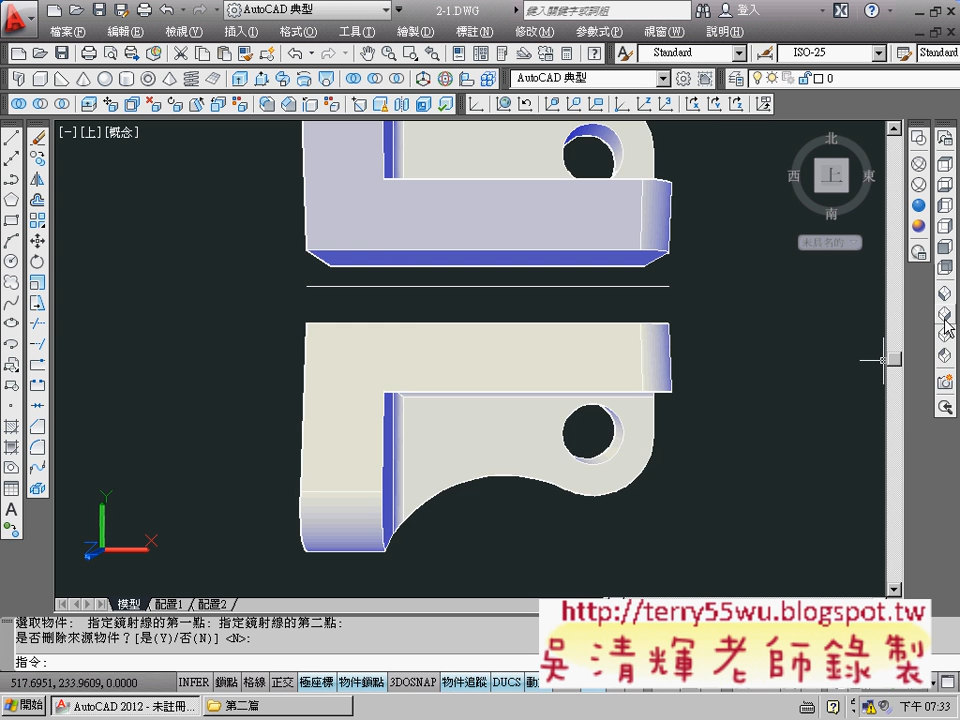 AutoCAD 典型
2-1.DWG
鍵入關鍵字或詞組
登入
檔案(F)
編輯(E)
檢視(V)
插入(I)
格式(O)
工具(T)
繪製(D)
標註(N)
修改(M)
參數式(P)
視窗(W)
說明(H)
Standard
ISO-25
Standard
AutoCAD 典型
0
[-][上][概念]
北
西
上
東
南
未具名的
Y
X
Z
模型
配置1
配置2
選取物件: 指定鏡射線的第一點: 指定鏡射線的第二點:
是否刪除來源物件？[是(Y)/否(N)] <N>:
指令:
http://terry55wu.blogspot.tw
吳清輝老師錄製
517.6951, 233.9609, 0.0000
INFER
鎖點
格線
正交
極座標
物件鎖點
3DOSNAP
物件追蹤
DUCS
開始
AutoCAD 2012 - 未註冊...
第二篇
下午 07:33